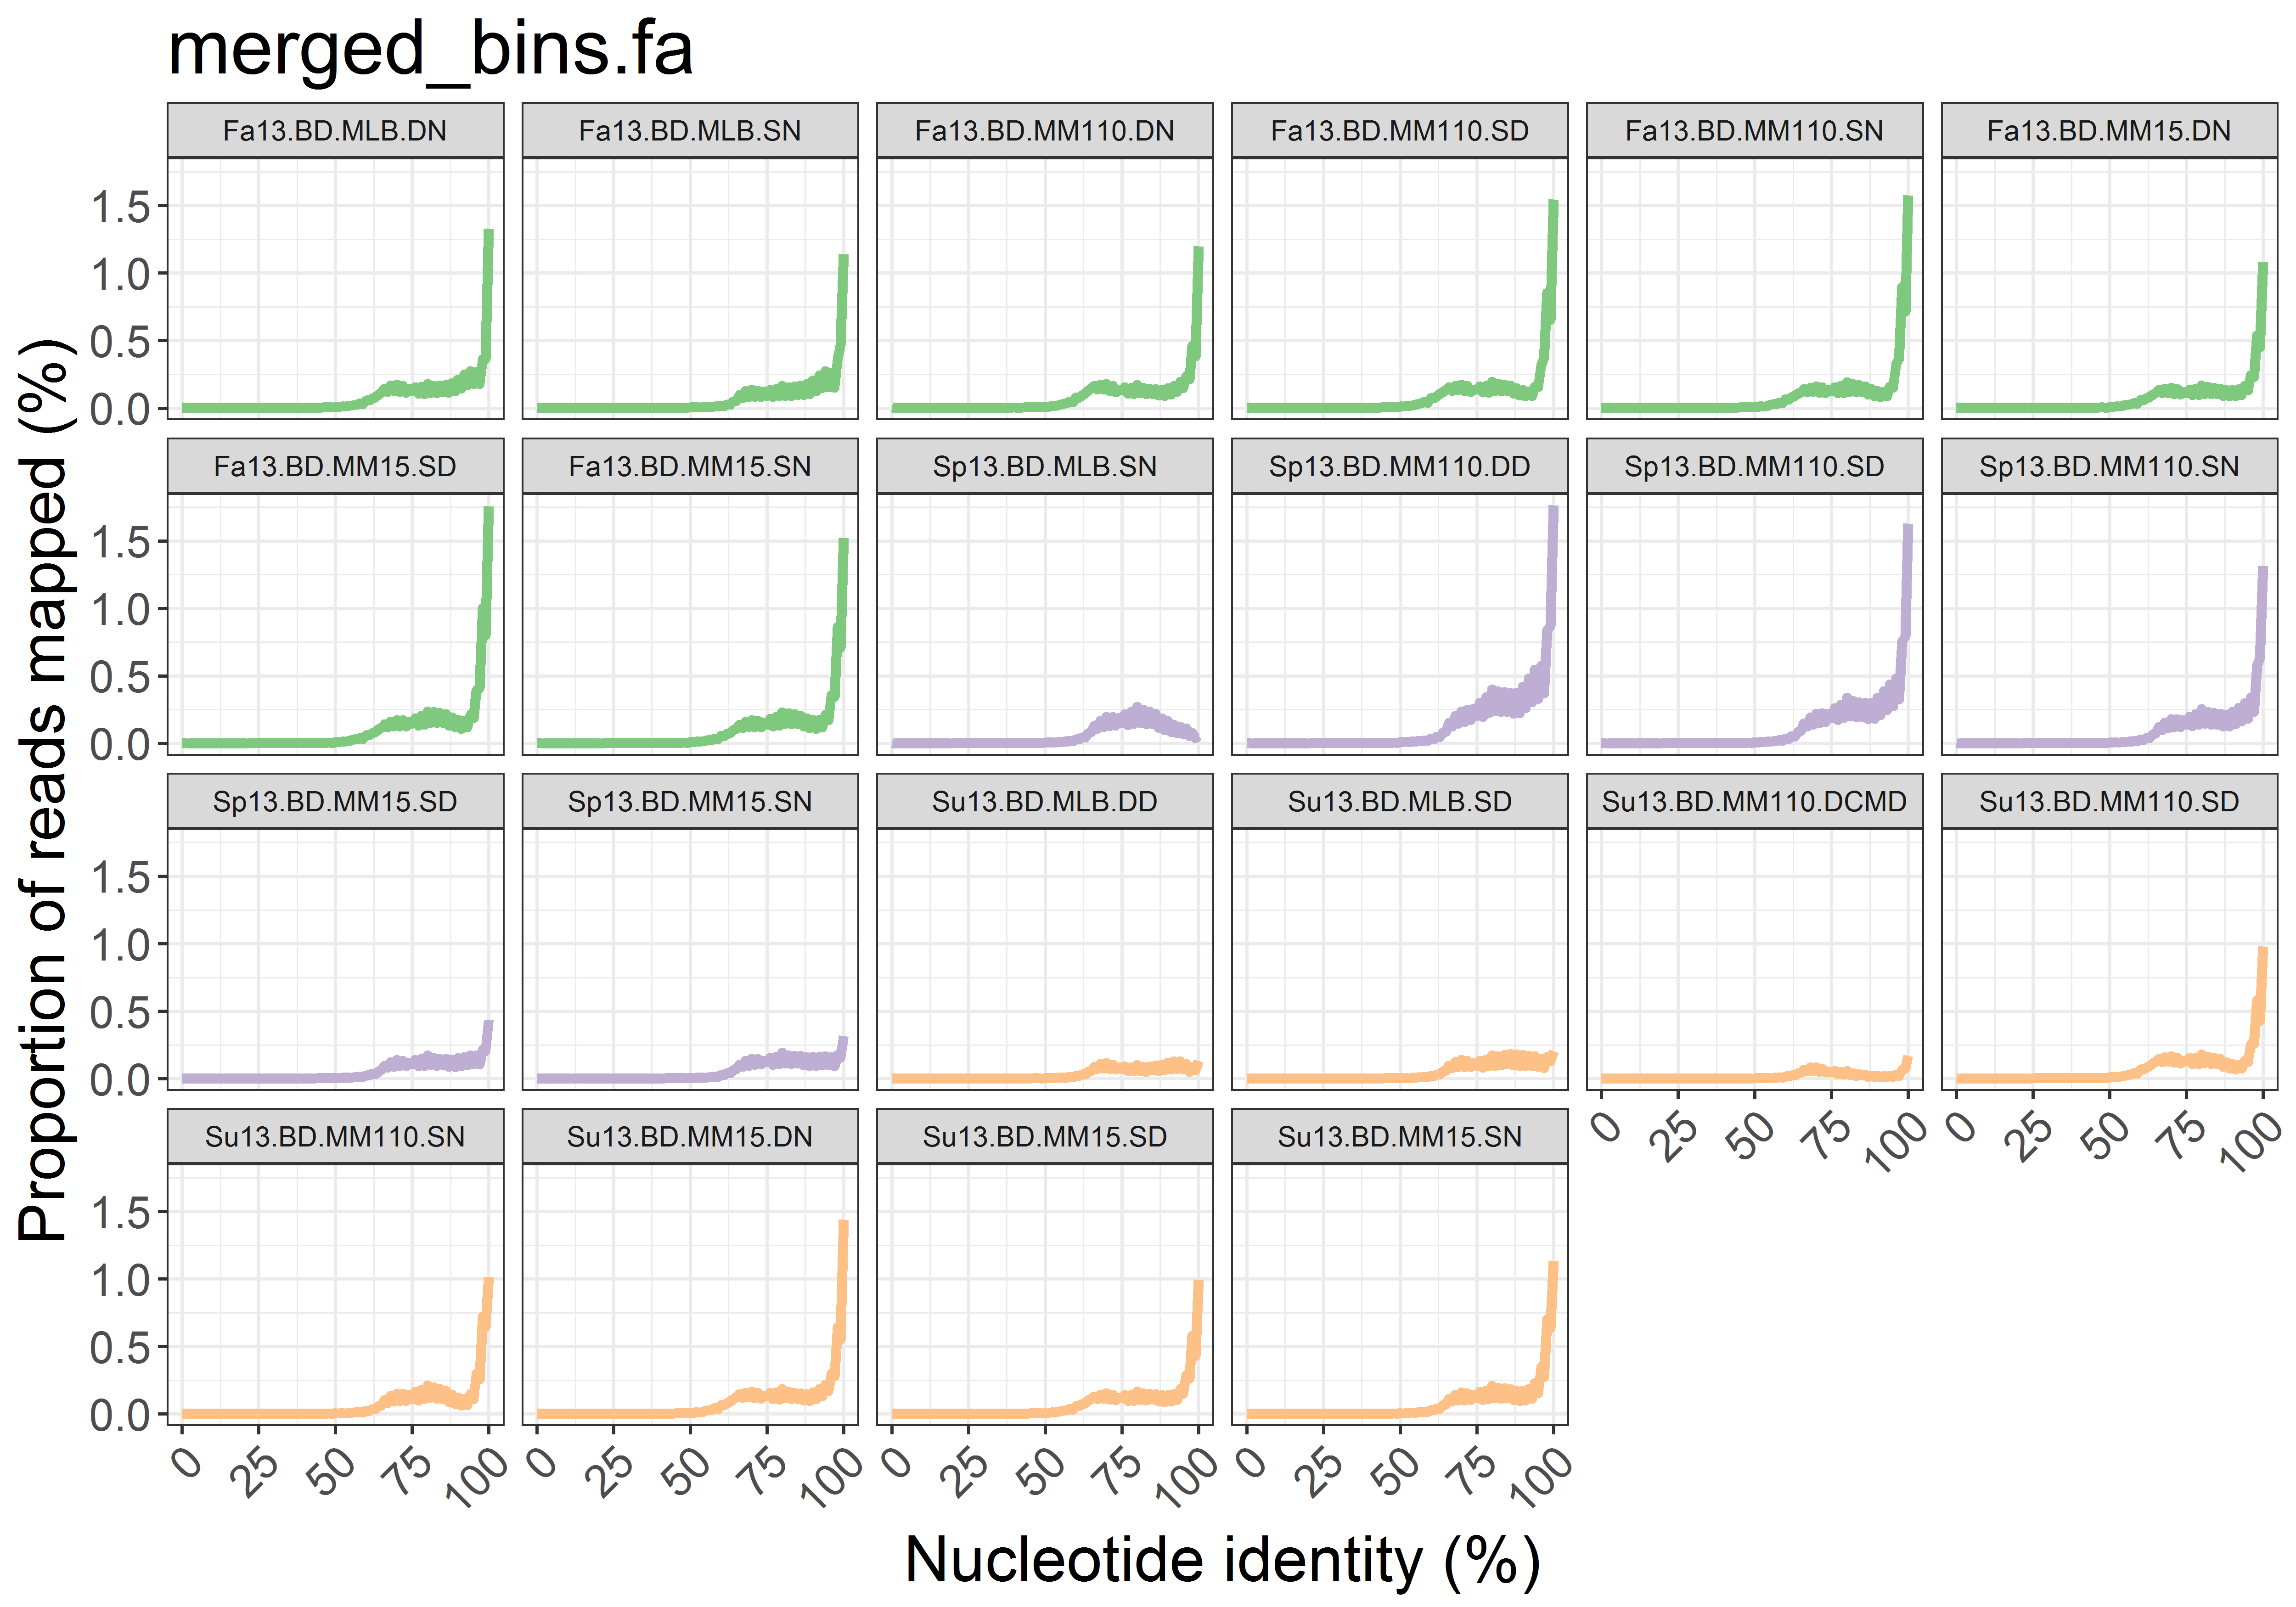 merged_bins.fa
Proportion of reads mapped (%)
Fa13.BD.MLB.DN
Fa13.BD.MLB.SN
Fa13.BD.MM110.DN
Fa13.BD.MM110.SD
Fa13.BD.MM110.SN
Fa13.BD.MM15.DN
1.5
1.0
0.5
0.0
Fa13.BD.MM15.SD
Fa13.BD.MM15.SN
Sp13.BD.MLB.SN
Sp13.BD.MM110.DD
Sp13.BD.MM110.SD
Sp13.BD.MM110.SN
1.5
1.0
0.5
0.0
Sp13.BD.MM15.SD
Sp13.BD.MM15.SN
Su13.BD.MLB.DD
Su13.BD.MLB.SD
Su13.BD.MM110.DCMD
Su13.BD.MM110.SD
1.5
1.0
0.5
0.0
0 25 50 75 100
0 25 50 75 100
Su13.BD.MM110.SN
Su13.BD.MM15.DN
Su13.BD.MM15.SD
Su13.BD.MM15.SN
1.5
1.0
0.5
0.0
0 25 50 75 100
0 25 50 75 100
0 25 50 75 100
0 25 50 75 100
Nucleotide identity (%)